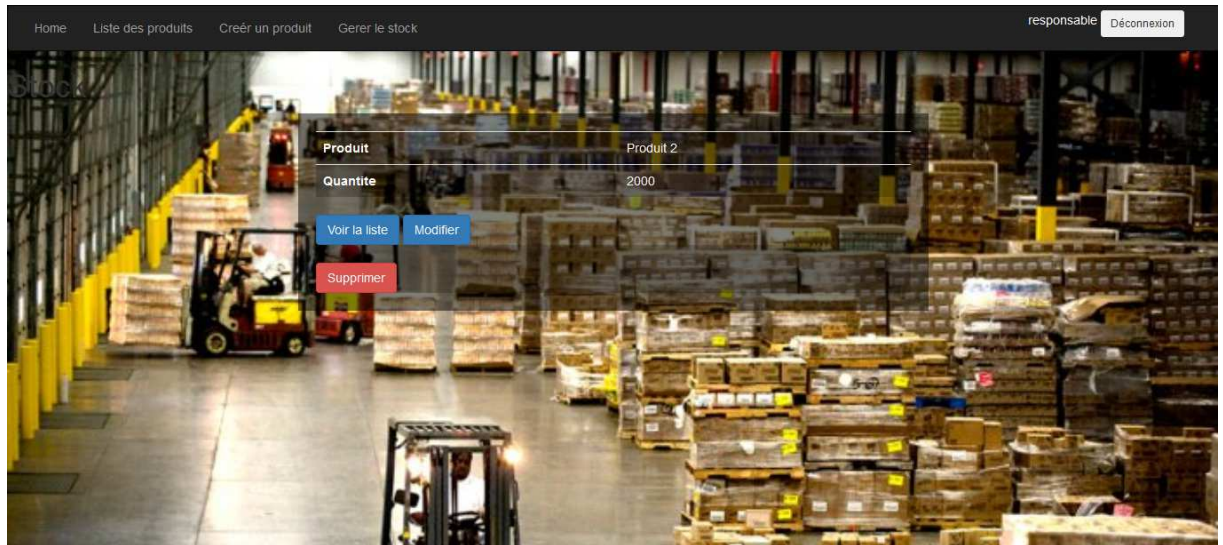 Home Liste des produits Creér un produit Gerer le stock responsable Déconnexion
Stock
Produit Produit 2
Quantite 2000
Voir la liste Modifier
Supprimer